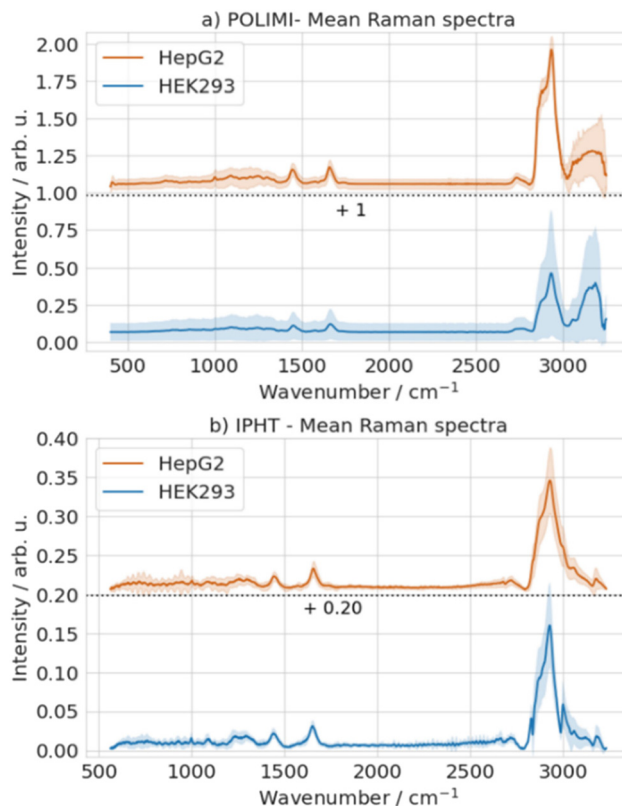 a) POLIMI- Mean Raman spectra
2.00
1.75
1.50
1.25
1.00
0.75
0.50
0.25
0.00
Intensity / arb. u.
HepG2
HEK293
+ 1
500 1000 1500 2000 2500 3000
Wavenumber / cm⁻¹
b) IPHT - Mean Raman spectra
0.40
0.35
0.30
0.25
0.20
0.15
0.10
0.05
0.00
Intensity / arb. u.
HepG2
HEK293
+ 0.20
500 1000 1500 2000 2500 3000
Wavenumber / cm⁻¹